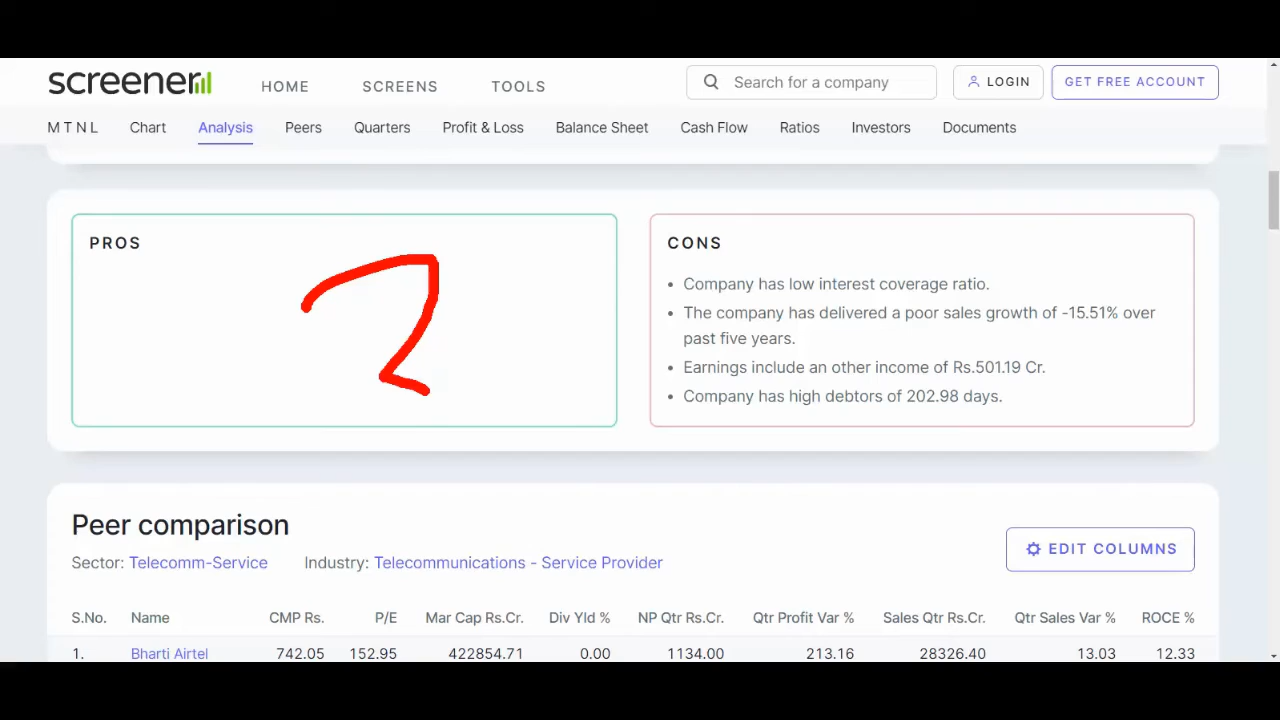 screener
HOME SCREENS TOOLS
Search for a company
LOGIN
GET FREE ACCOUNT
M T N L Chart Analysis Peers Quarters Profit & Loss Balance Sheet Cash Flow Ratios Investors Documents
PROS
CONS
• Company has low interest coverage ratio.
• The company has delivered a poor sales growth of -15.51% over
past five years.
• Earnings include an other income of Rs.501.19 Cr.
• Company has high debtors of 202.98 days.
Peer comparison
Sector: Telecomm-Service Industry: Telecommunications - Service Provider
EDIT COLUMNS
S.No. Name CMP Rs. P/E Mar Cap Rs.Cr. Div Yld % NP Qtr Rs.Cr. Qtr Profit Var % Sales Qtr Rs.Cr. Qtr Sales Var % ROCE %
1. Bharti Airtel 742.05 152.95 422854.71 0.00 1134.00 213.16 28326.40 13.03 12.33